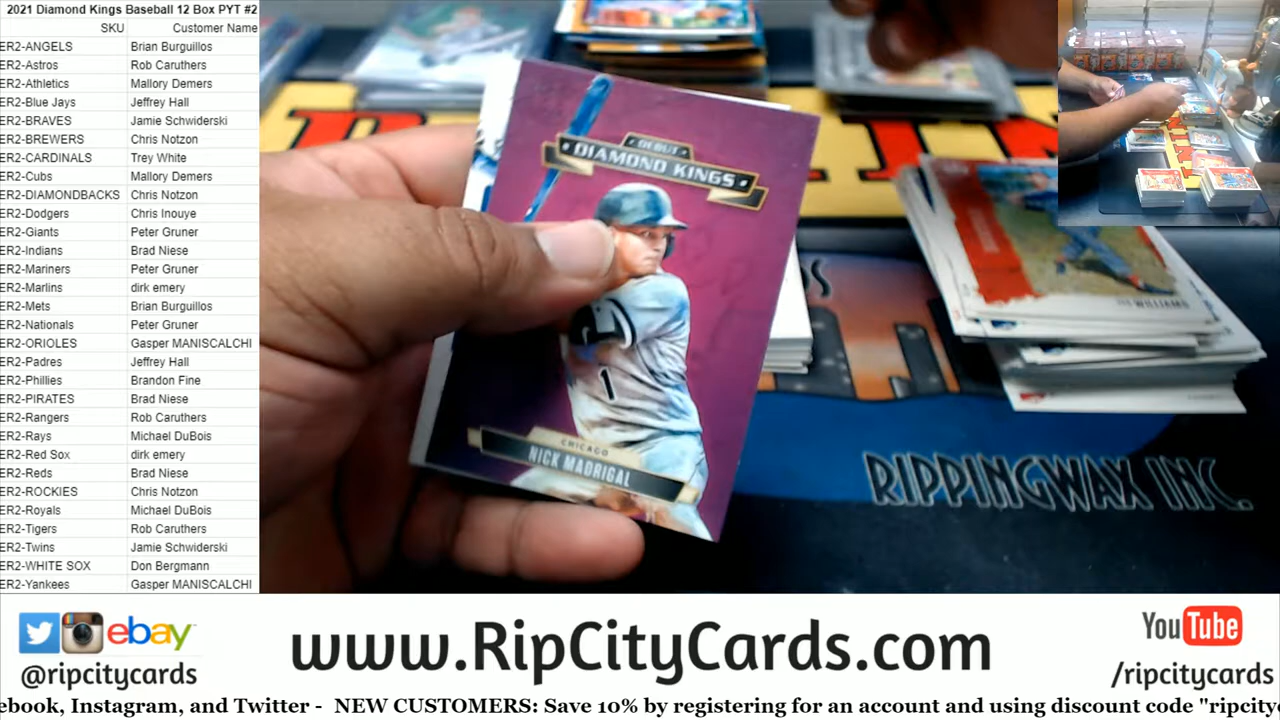 2021 Diamond Kings Baseball 12 Box PYT #2
SKU Customer Name
ER2-ANGELS Brian Burguillos
ER2-Astros Rob Caruthers
ER2-Athletics Mallory Demers
ER2-Blue Jays Jeffrey Hall
ER2-BRAVES Jamie Schwiderski
ER2-BREWERS Chris Notzon
ER2-CARDINALS Trey White
ER2-Cubs Mallory Demers
ER2-DIAMONDBACKS Chris Notzon
ER2-Dodgers Chris Inouye
ER2-Giants Peter Gruner
ER2-Indians Brad Niese
ER2-Mariners Peter Gruner
ER2-Marlins dirk emery
ER2-Mets Brian Burguillos
ER2-Nationals Peter Gruner
ER2-ORIOLES Gasper MANISCALCHI
ER2-Padres Jeffrey Hall
ER2-Phillies Brandon Fine
ER2-PIRATES Brad Niese
ER2-Rangers Rob Caruthers
ER2-Rays Michael DuBois
ER2-Red Sox dirk emery
ER2-Reds Brad Niese
ER2-ROCKIES Chris Notzon
ER2-Royals Michael DuBois
ER2-Tigers Rob Caruthers
ER2-Twins Jamie Schwiderski
ER2-WHITE SOX Don Bergmann
ER2-Yankees Gasper MANISCALCHI
DEBUT
DIAMOND KINGS
1
CHICAGO
NICK MADRIGAL
WILLIAMS
RIPPINGWAX INC.
ebay
@ripcitycards
www.RipCityCards.com
YouTube
/ripcitycards
ebook, Instagram, and Twitter - NEW CUSTOMERS: Save 10% by registering for an account and using discount code "ripcity